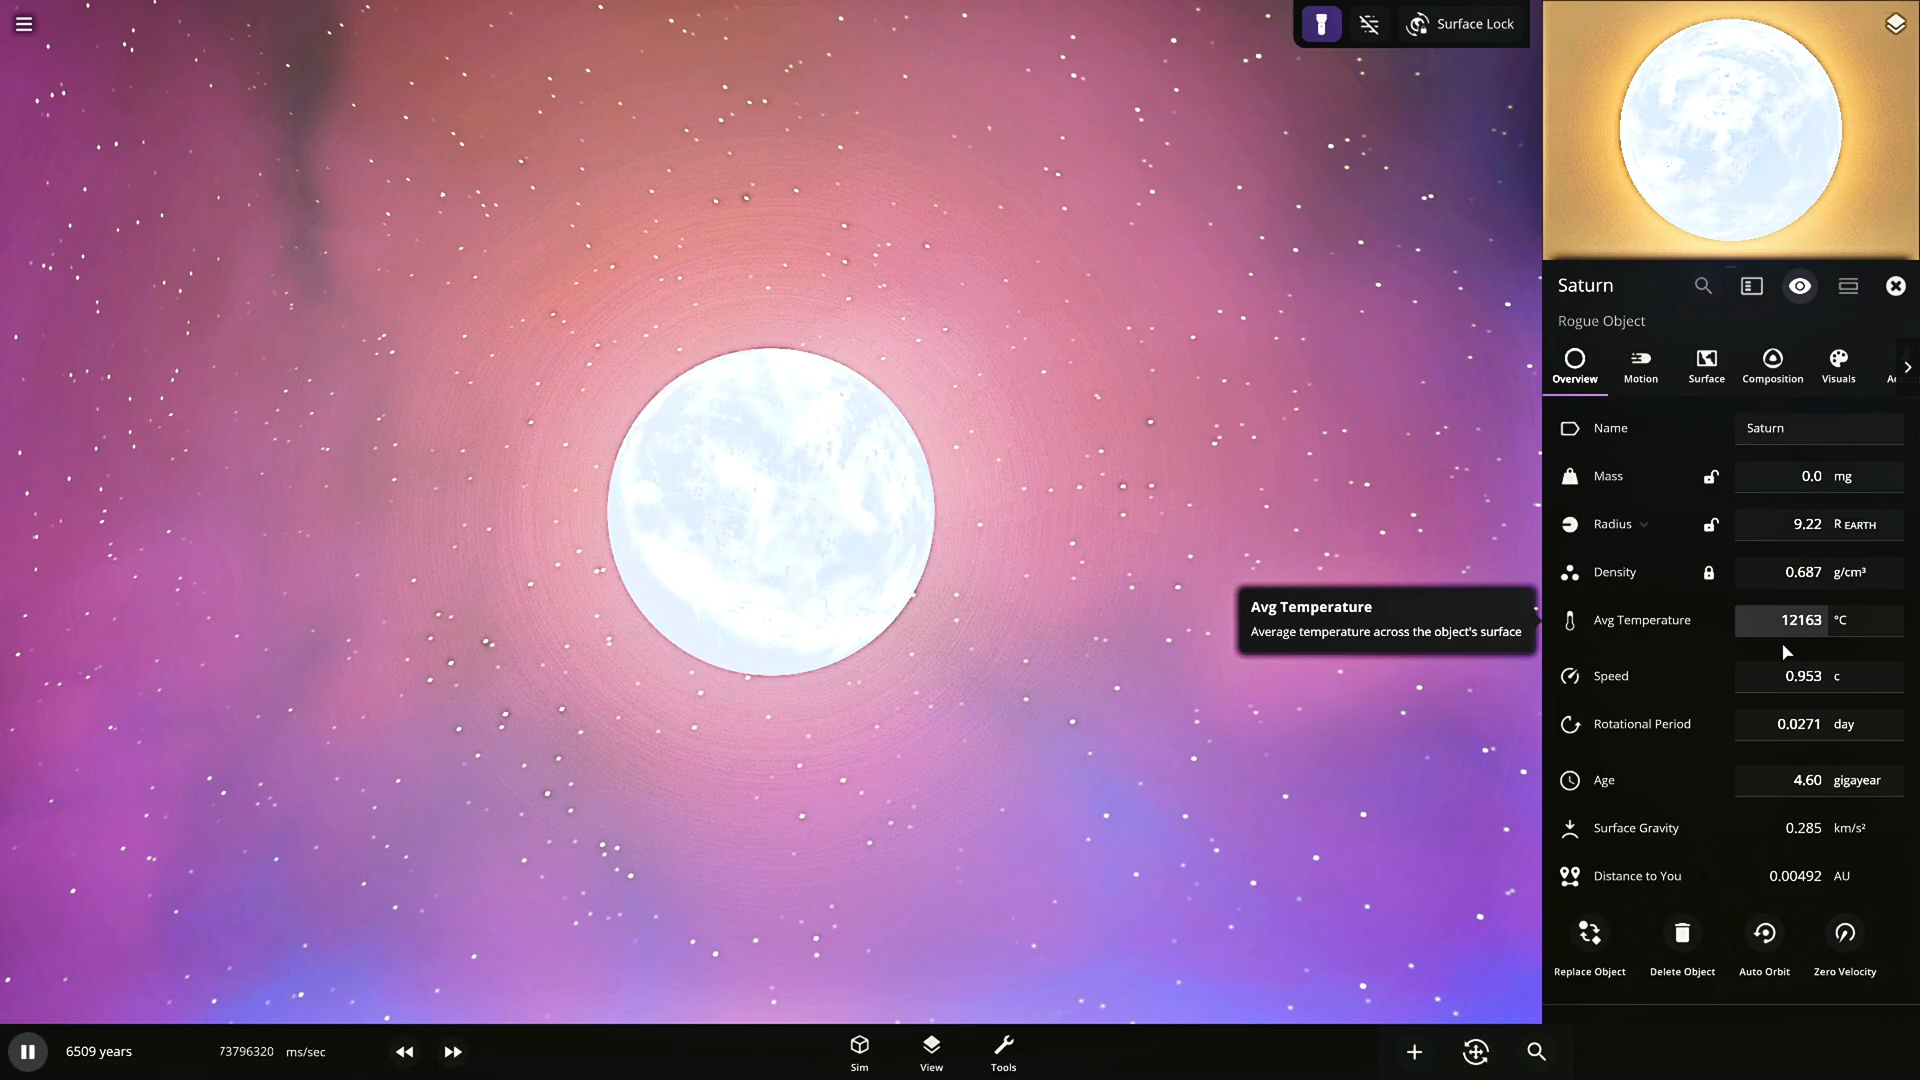 Surface Lock
Saturn
Rogue Object
Overview
Motion
Surface
Composition
Visuals
Name
Saturn
Mass
0.0 mg
Radius
9.22 R EARTH
Density
0.687 g/cm³
Avg Temperature
Average temperature across the object's surface
Avg Temperature
12163 °C
Speed
0.953 c
Rotational Period
0.0271 day
Age
4.60 gigayear
Surface Gravity
0.285 km/s²
Distance to You
0.00492 AU
Replace Object
Delete Object
Auto Orbit
Zero Velocity
6509 years
73796320 ms/sec
Sim
View
Tools